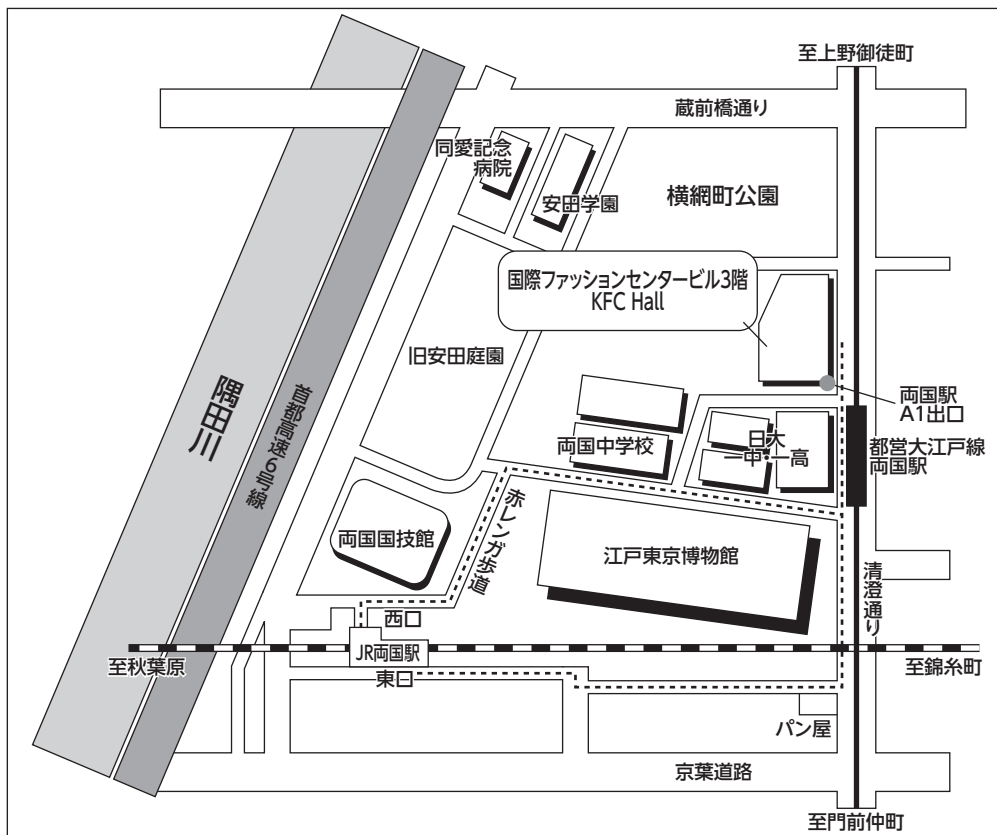 至上野御徒町
蔵前橋通り
同愛記念
病院
安田学園
横網町公園
国際ファッションセンタービル3階
KFC Hall
旧安田庭園
隅田川
首都高速6号線
両国駅
A1出口
両国中学校
日大
一中・一高
都営大江戸線
両国駅
赤レンガ歩道
両国国技館
江戸東京博物館
清澄通り
西口
JR両国駅
至秋葉原
至錦糸町
東口
パン屋
京葉道路
至門前仲町